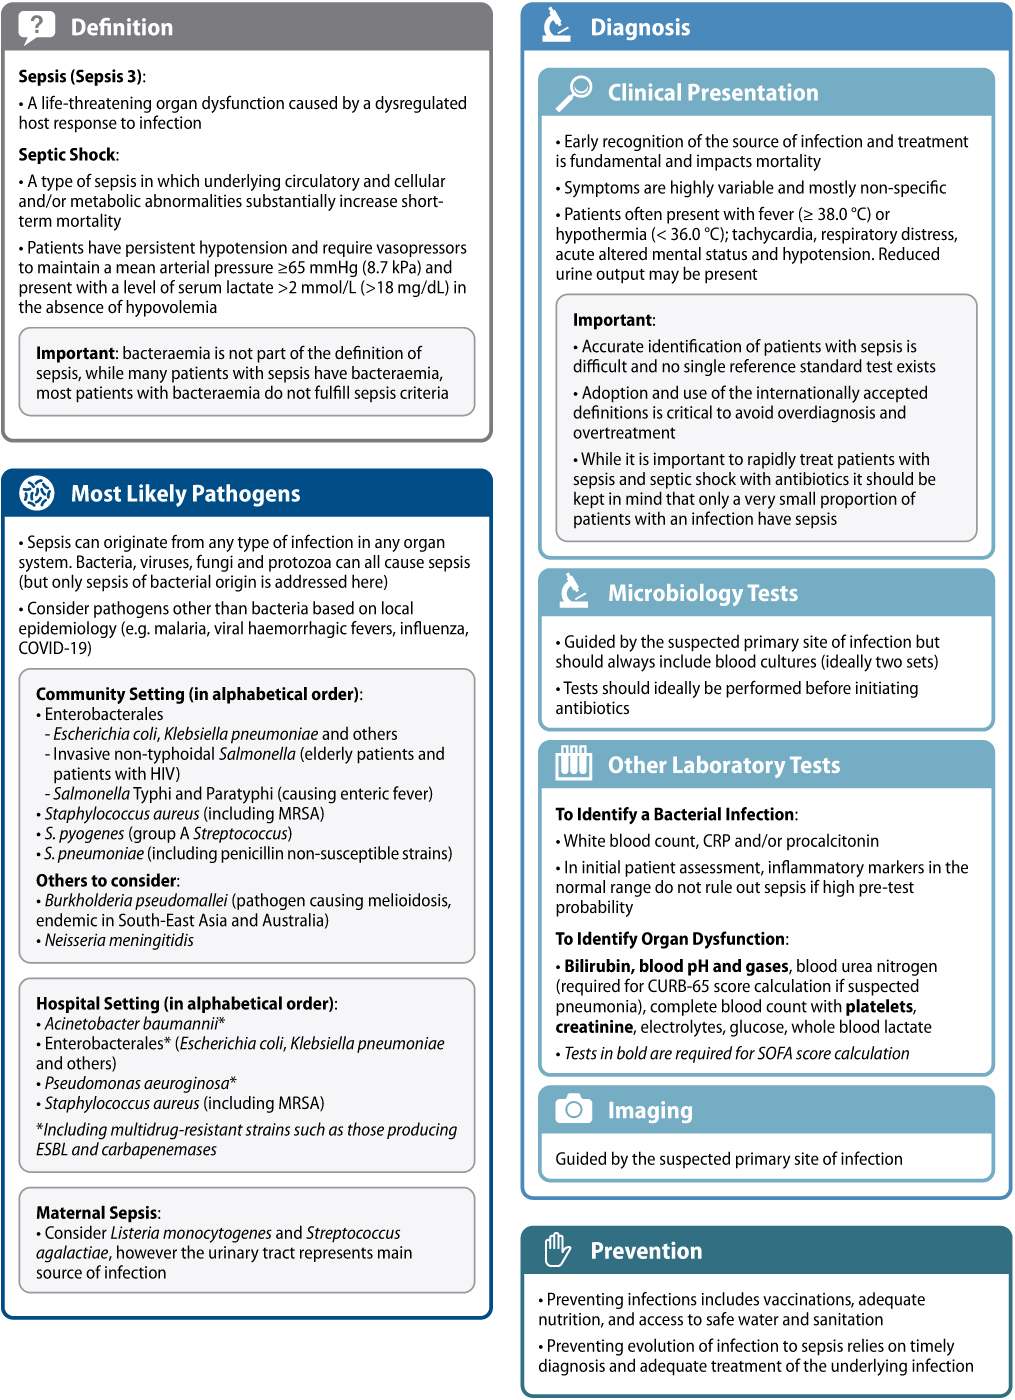 ? Definition
Sepsis (Sepsis 3):
• A life-threatening organ dysfunction caused by a dysregulated
host response to infection
Septic Shock:
• A type of sepsis in which underlying circulatory and cellular
and/or metabolic abnormalities substantially increase short-
term mortality
• Patients have persistent hypotension and require vasopressors
to maintain a mean arterial pressure ≥65 mmHg (8.7 kPa) and
present with a level of serum lactate >2 mmol/L (>18 mg/dL) in
the absence of hypovolemia
Important: bacteraemia is not part of the definition of
sepsis, while many patients with sepsis have bacteraemia,
most patients with bacteraemia do not fulfill sepsis criteria
Most Likely Pathogens
• Sepsis can originate from any type of infection in any organ
system. Bacteria, viruses, fungi and protozoa can all cause sepsis
(but only sepsis of bacterial origin is addressed here)
• Consider pathogens other than bacteria based on local
epidemiology (e.g. malaria, viral haemorrhagic fevers, influenza,
COVID-19)
Community Setting (in alphabetical order):
• Enterobacterales
- Escherichia coli, Klebsiella pneumoniae and others
- Invasive non-typhoidal Salmonella (elderly patients and
patients with HIV)
- Salmonella Typhi and Paratyphi (causing enteric fever)
• Staphylococcus aureus (including MRSA)
• S. pyogenes (group A Streptococcus)
• S. pneumoniae (including penicillin non-susceptible strains)
Others to consider:
• Burkholderia pseudomallei (pathogen causing melioidosis,
endemic in South-East Asia and Australia)
• Neisseria meningitidis
Hospital Setting (in alphabetical order):
• Acinetobacter baumannii*
• Enterobacterales* (Escherichia coli, Klebsiella pneumoniae
and others)
• Pseudomonas aeuroginosa*
• Staphylococcus aureus (including MRSA)
*Including multidrug-resistant strains such as those producing
ESBL and carbapenemases
Maternal Sepsis:
• Consider Listeria monocytogenes and Streptococcus
agalactiae, however the urinary tract represents main
source of infection
Diagnosis
Clinical Presentation
• Early recognition of the source of infection and treatment
is fundamental and impacts mortality
• Symptoms are highly variable and mostly non-specific
• Patients often present with fever (≥ 38.0 °C) or
hypothermia (< 36.0 °C); tachycardia, respiratory distress,
acute altered mental status and hypotension. Reduced
urine output may be present
Important:
• Accurate identification of patients with sepsis is
difficult and no single reference standard test exists
• Adoption and use of the internationally accepted
definitions is critical to avoid overdiagnosis and
overtreatment
• While it is important to rapidly treat patients with
sepsis and septic shock with antibiotics it should be
kept in mind that only a very small proportion of
patients with an infection have sepsis
Microbiology Tests
• Guided by the suspected primary site of infection but
should always include blood cultures (ideally two sets)
• Tests should ideally be performed before initiating
antibiotics
Other Laboratory Tests
To Identify a Bacterial Infection:
• White blood count, CRP and/or procalcitonin
• In initial patient assessment, inflammatory markers in the
normal range do not rule out sepsis if high pre-test
probability
To Identify Organ Dysfunction:
• Bilirubin, blood pH and gases, blood urea nitrogen
(required for CURB-65 score calculation if suspected
pneumonia), complete blood count with platelets,
creatinine, electrolytes, glucose, whole blood lactate
• Tests in bold are required for SOFA score calculation
Imaging
Guided by the suspected primary site of infection
Prevention
• Preventing infections includes vaccinations, adequate
nutrition, and access to safe water and sanitation
• Preventing evolution of infection to sepsis relies on timely
diagnosis and adequate treatment of the underlying infection